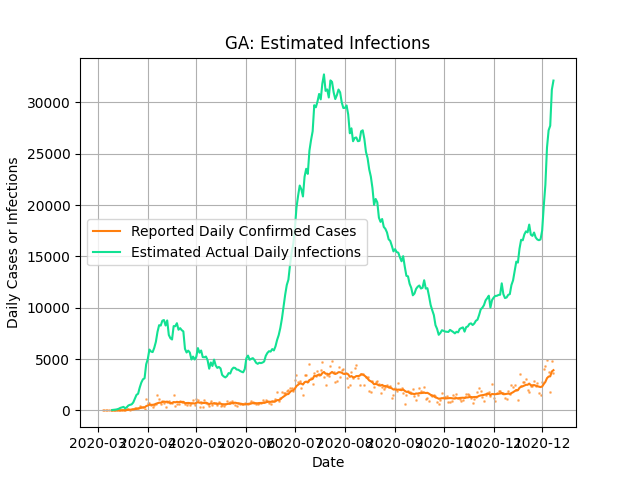 GA: Estimated Infections
30000
25000
20000
15000
10000
5000
0
Daily Cases or Infections
Reported Daily Confirmed Cases
Estimated Actual Daily Infections
2020-03 2020-04 2020-05 2020-06 2020-07 2020-08 2020-09 2020-10 2020-11 2020-12
Date